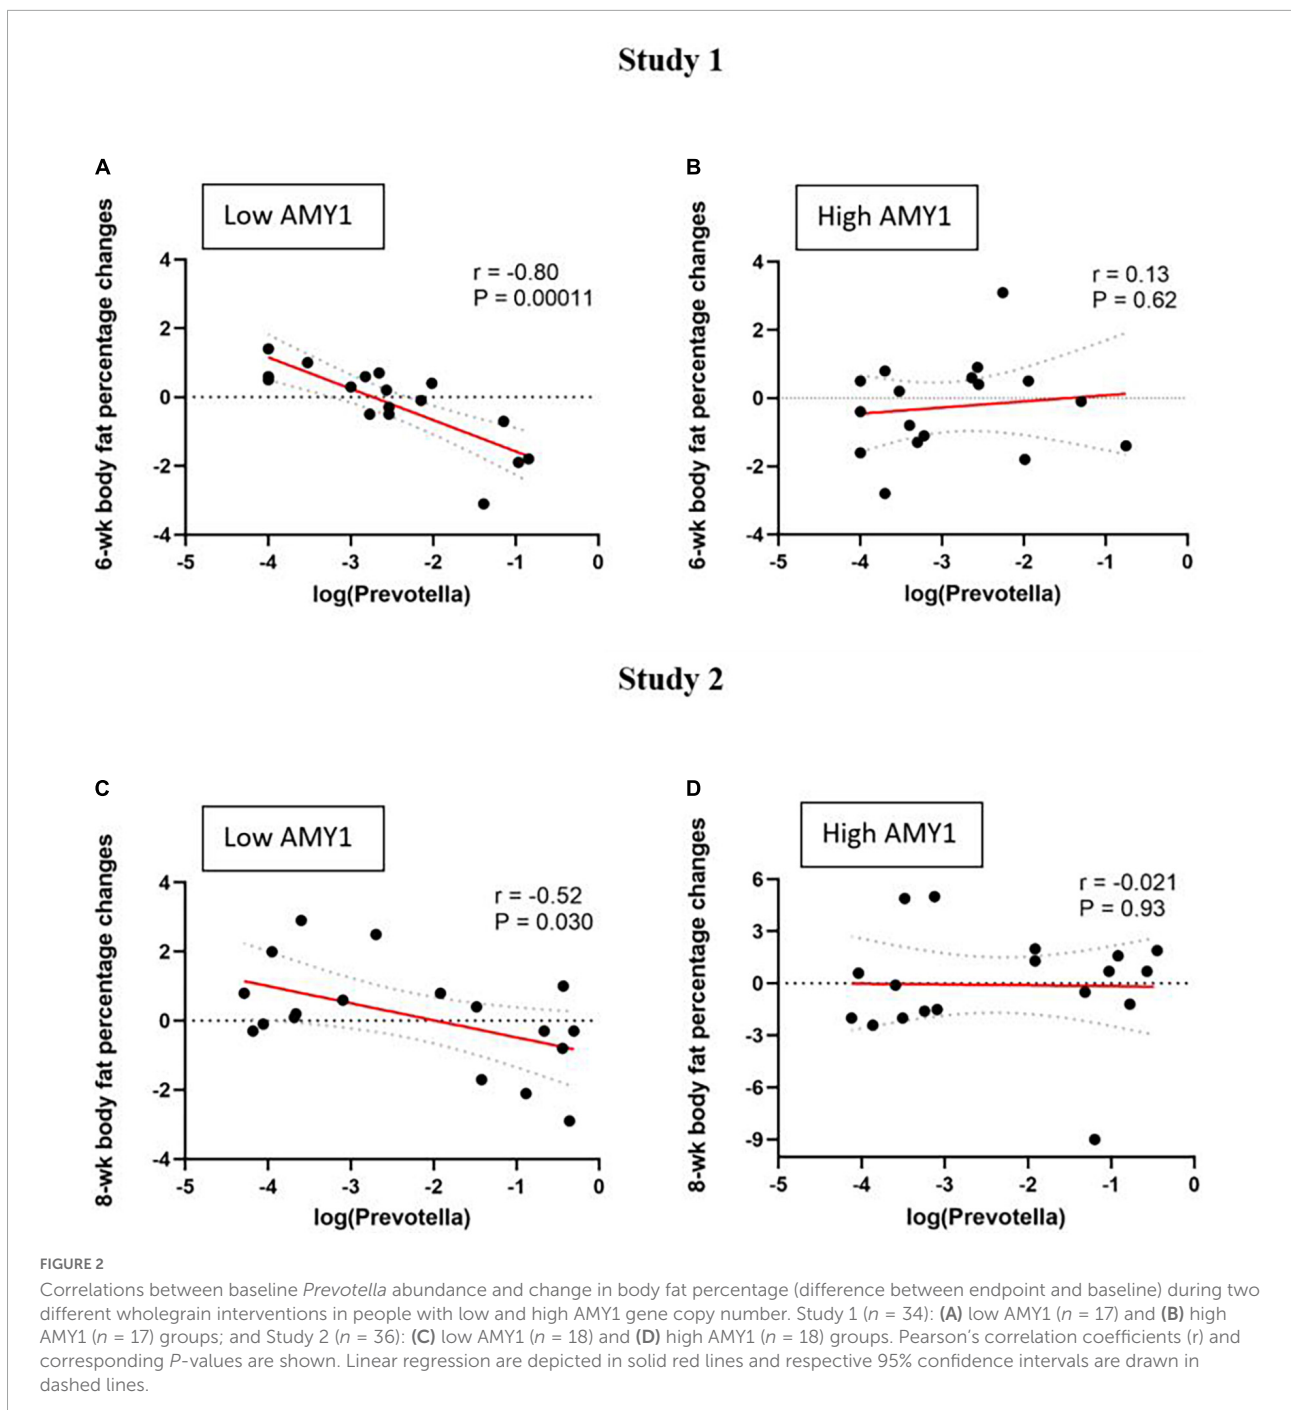 Study 1
A
Low AMY1
r = -0.80
P = 0.00011
6-wk body fat percentage changes
4
2
0
-2
-4
-5 -4 -3 -2 -1 0
log(Prevotella)
B
High AMY1
r = 0.13
P = 0.62
6-wk body fat percentage changes
4
2
0
-2
-4
-5 -4 -3 -2 -1 0
log(Prevotella)
Study 2
C
Low AMY1
r = -0.52
P = 0.030
8-wk body fat percentage changes
4
2
0
-2
-4
-5 -4 -3 -2 -1 0
log(Prevotella)
D
High AMY1
r = -0.021
P = 0.93
8-wk body fat percentage changes
6
3
0
-3
-6
-9
-5 -4 -3 -2 -1 0
log(Prevotella)
FIGURE 2
Correlations between baseline Prevotella abundance and change in body fat percentage (difference between endpoint and baseline) during two
different wholegrain interventions in people with low and high AMY1 gene copy number. Study 1 (n = 34): (A) low AMY1 (n = 17) and (B) high
AMY1 (n = 17) groups; and Study 2 (n = 36): (C) low AMY1 (n = 18) and (D) high AMY1 (n = 18) groups. Pearson's correlation coefficients (r) and
corresponding P-values are shown. Linear regression are depicted in solid red lines and respective 95% confidence intervals are drawn in
dashed lines.